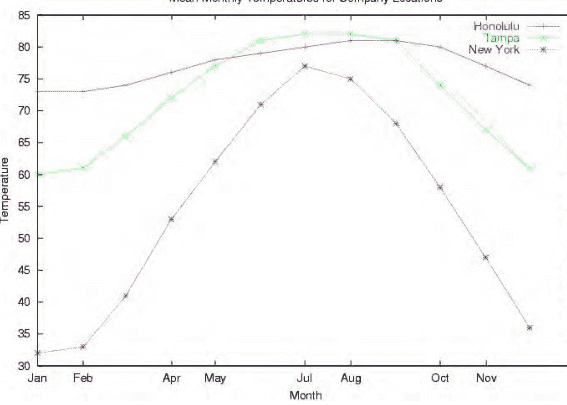 Mean Monthly Temperatures for Company Locations
85
80
75
70
65
60
55
50
45
40
35
30
Temperature
Honolulu
Tampa
New York
Jan Feb Apr May Jul Aug Oct Nov
Month